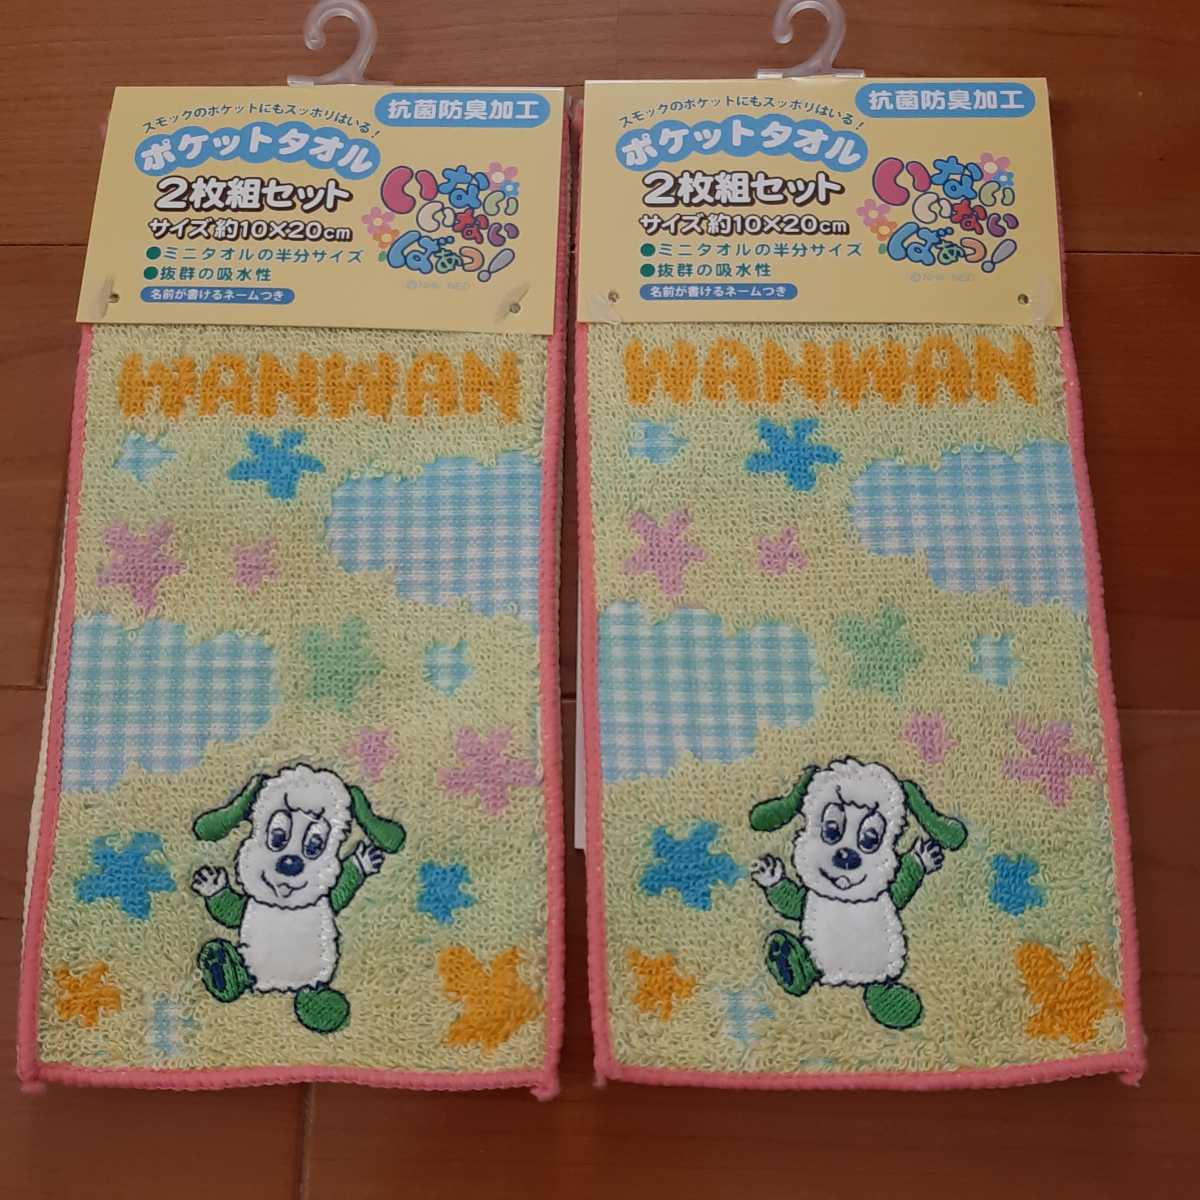 スモックのポケットにもスッポリはいる!
抗菌防臭加工
ポケットタオル
2枚組セット
サイズ約10×20cm
●ミニタオルの半分サイズ
●抜群の吸水性
名前が書けるネームつき
いないいないばあっ!
©NHK NED
WANWAN
スモックのポケットにもスッポリはいる!
抗菌防臭加工
ポケットタオル
2枚組セット
サイズ約10×20cm
●ミニタオルの半分サイズ
●抜群の吸水性
名前が書けるネームつき
いないいないばあっ!
©NHK NED
WANWAN